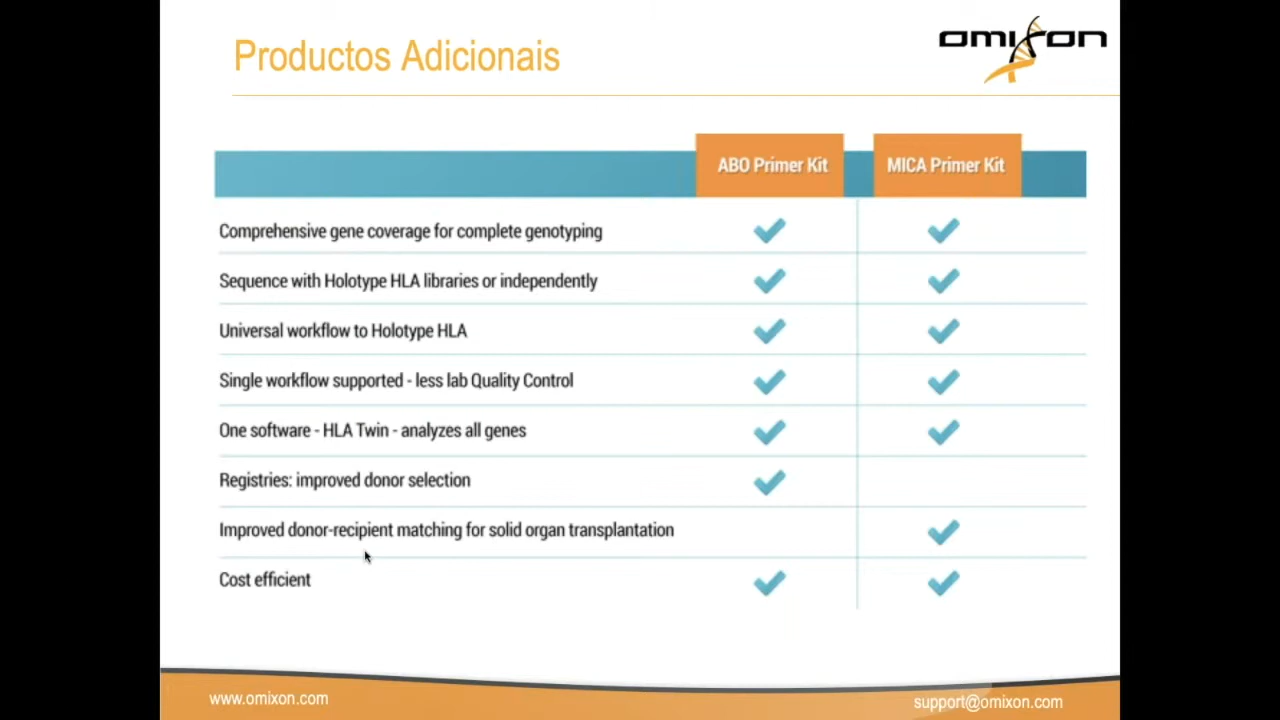 Productos Adicionais
omixon
ABO Primer Kit
MICA Primer Kit
Comprehensive gene coverage for complete genotyping
Sequence with Holotype HLA libraries or independently
Universal workflow to Holotype HLA
Single workflow supported - less lab Quality Control
One software - HLA Twin - analyzes all genes
Registries: improved donor selection
Improved donor-recipient matching for solid organ transplantation
Cost efficient
www.omixon.com
support@omixon.com